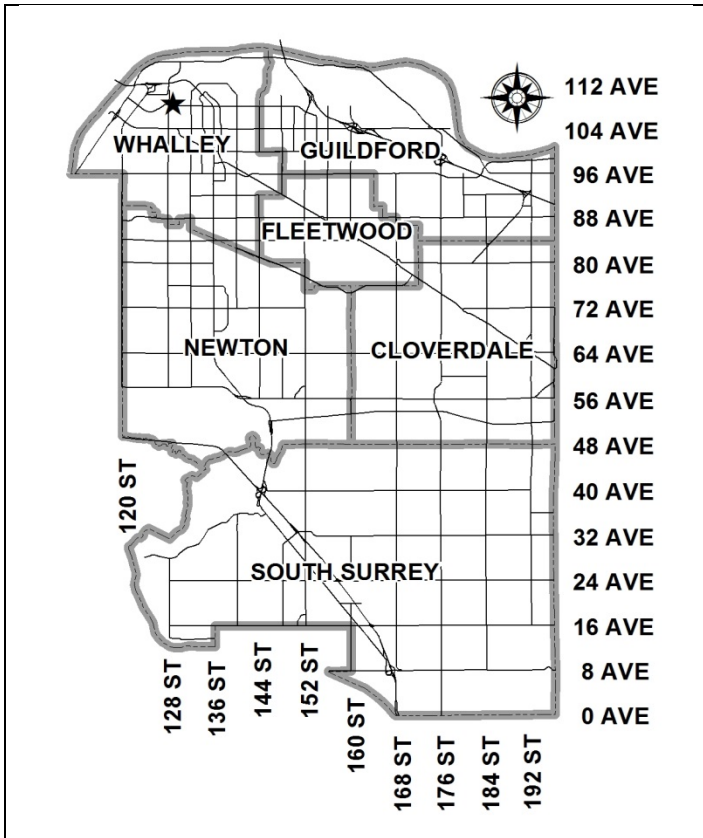 112 AVE
104 AVE
WHALLEY
GUILDFORD
96 AVE
88 AVE
FLEETWOOD
80 AVE
72 AVE
NEWTON
CLOVERDALE
64 AVE
56 AVE
48 AVE
120 ST
40 AVE
32 AVE
SOUTH SURREY
24 AVE
16 AVE
128 ST
136 ST
144 ST
152 ST
8 AVE
160 ST
0 AVE
168 ST
176 ST
184 ST
192 ST